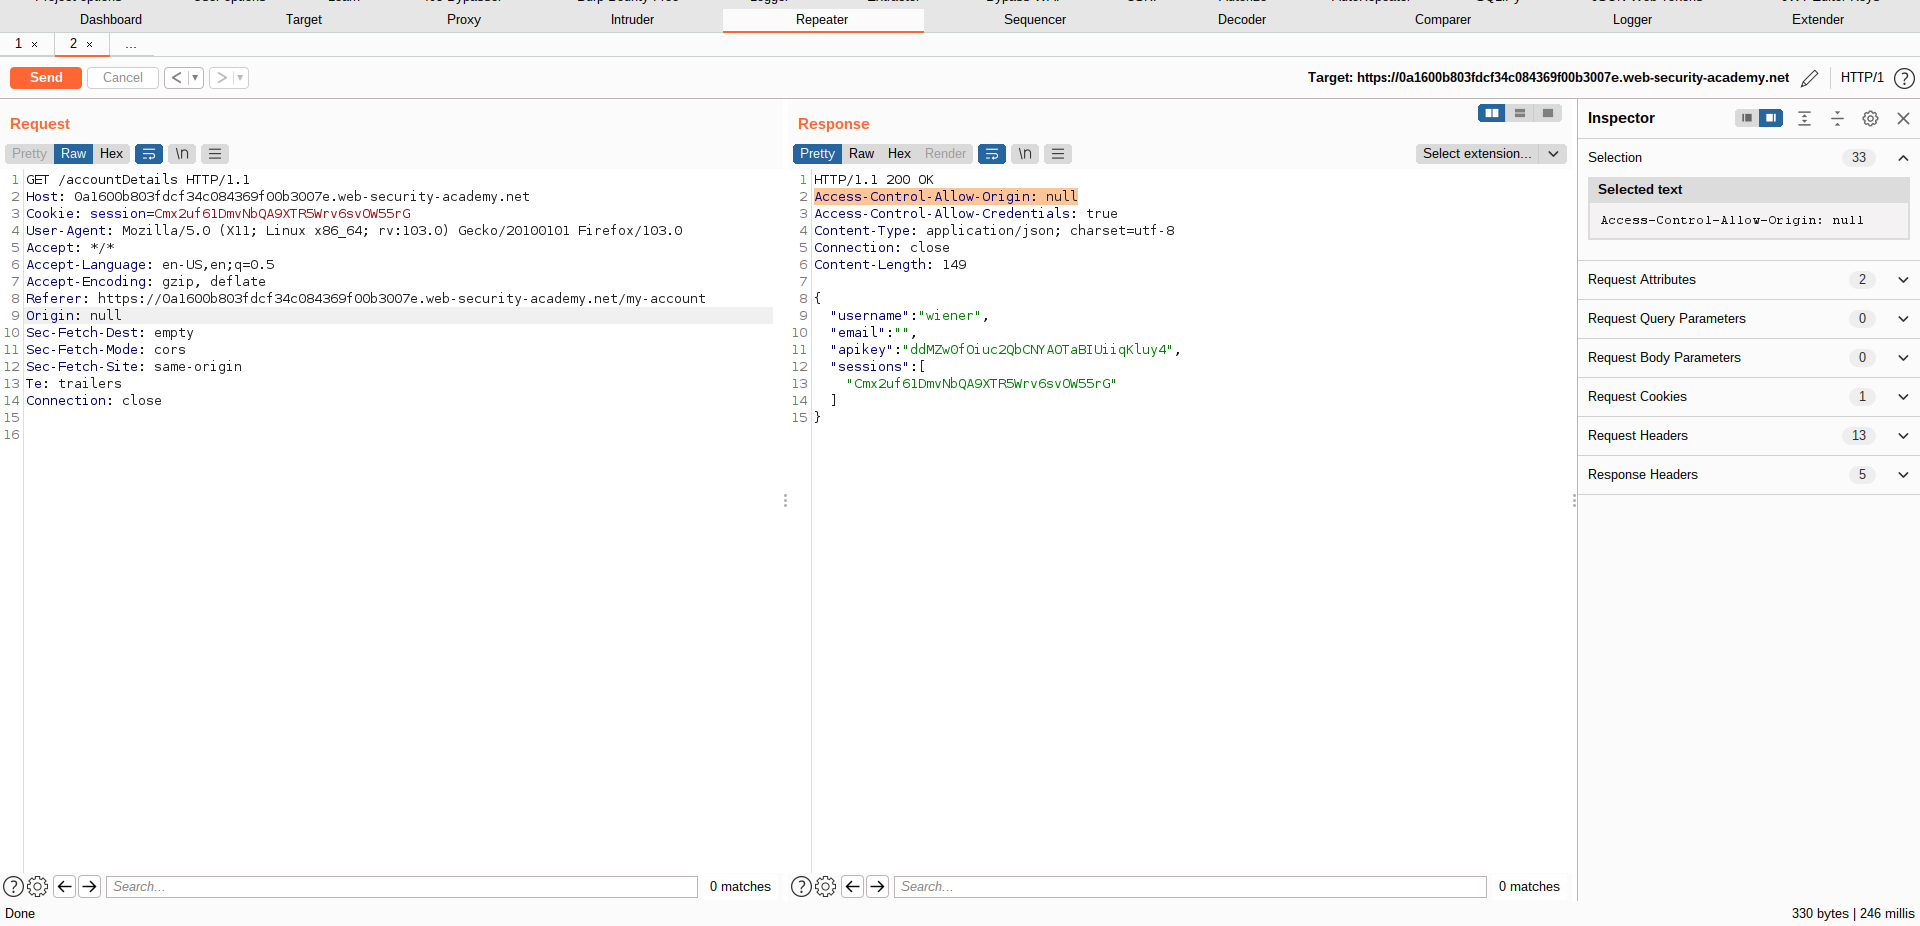 Dashboard Target Proxy Intruder Repeater Sequencer Decoder Comparer Logger Extender
1 × 2 × ...
Send Cancel < > Target: https://0a1600b803fdcf34c084369f00b3007e.web-security-academy.net HTTP/1 ?
Request
Pretty Raw Hex \n
1 GET /accountDetails HTTP/1.1
2 Host: 0a1600b803fdcf34c084369f00b3007e.web-security-academy.net
3 Cookie: session=Cmx2uf61DmvNbQA9XTR5Wrv6svOW55rG
4 User-Agent: Mozilla/5.0 (X11; Linux x86_64; rv:103.0) Gecko/20100101 Firefox/103.0
5 Accept: */*
6 Accept-Language: en-US,en;q=0.5
7 Accept-Encoding: gzip, deflate
8 Referer: https://0a1600b803fdcf34c084369f00b3007e.web-security-academy.net/my-account
9 Origin: null
10 Sec-Fetch-Dest: empty
11 Sec-Fetch-Mode: cors
12 Sec-Fetch-Site: same-origin
13 Te: trailers
14 Connection: close
15
16
Search... 0 matches
Response
Pretty Raw Hex Render \n Select extension...
1 HTTP/1.1 200 OK
2 Access-Control-Allow-Origin: null
3 Access-Control-Allow-Credentials: true
4 Content-Type: application/json; charset=utf-8
5 Connection: close
6 Content-Length: 149
7
8 {
9 "username":"wiener",
10 "email":"",
11 "apikey":"ddMZw0fOiuc2QbCNYAOTaBIUiiqKluy4",
12 "sessions":[
13 "Cmx2uf61DmvNbQA9XTR5Wrv6svOW55rG"
14 ]
15 }
Search... 0 matches
Inspector
Selection 33
Selected text
Access-Control-Allow-Origin: null
Request Attributes 2
Request Query Parameters 0
Request Body Parameters 0
Request Cookies 1
Request Headers 13
Response Headers 5
Done
330 bytes | 246 millis